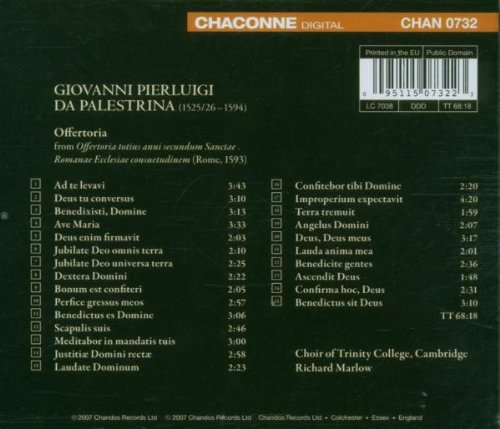 CHACONNE DIGITAL
CHAN 0732
Printed in the EU
Public Domain
0 95115 07322 3
LC 7038
DDD
TT 68:18
GIOVANNI PIERLUIGI
DA PALESTRINA (1525/26–1594)
Offertoria
from Offertoria totius anni secundum Sanctae
Romanae Ecclesiae consuetudinem (Rome, 1593)
1 Ad te levavi 3:43
2 Deus tu conversus 3:10
3 Benedixisti, Domine 3:13
4 Ave Maria 3:33
5 Deus enim firmavit 2:03
6 Jubilate Deo omnis terra 2:10
7 Jubilate Deo universa terra 2:25
8 Dextera Domini 2:22
9 Bonum est confiteri 2:05
10 Perfice gressus meos 2:57
11 Benedictus es Domine 3:06
12 Scapulis suis 2:46
13 Meditabor in mandatis tuis 3:00
14 Justitiæ Domini rectæ 2:58
15 Laudate Dominum 2:23
16 Confitebor tibi Domine 2:20
17 Improperium expectavit 4:20
18 Terra tremuit 1:59
19 Angelus Domini 2:07
20 Deus, Deus meus 3:17
21 Lauda anima mea 2:01
22 Benedicite gentes 2:36
23 Ascendit Deus 1:48
24 Confirma hoc, Deus 2:31
25 Benedictus sit Deus 3:10
TT 68:18
Choir of Trinity College, Cambridge
Richard Marlow
℗ 2007 Chandos Records Ltd © 2007 Chandos Records Ltd Chandos Records Ltd • Colchester • Essex • England